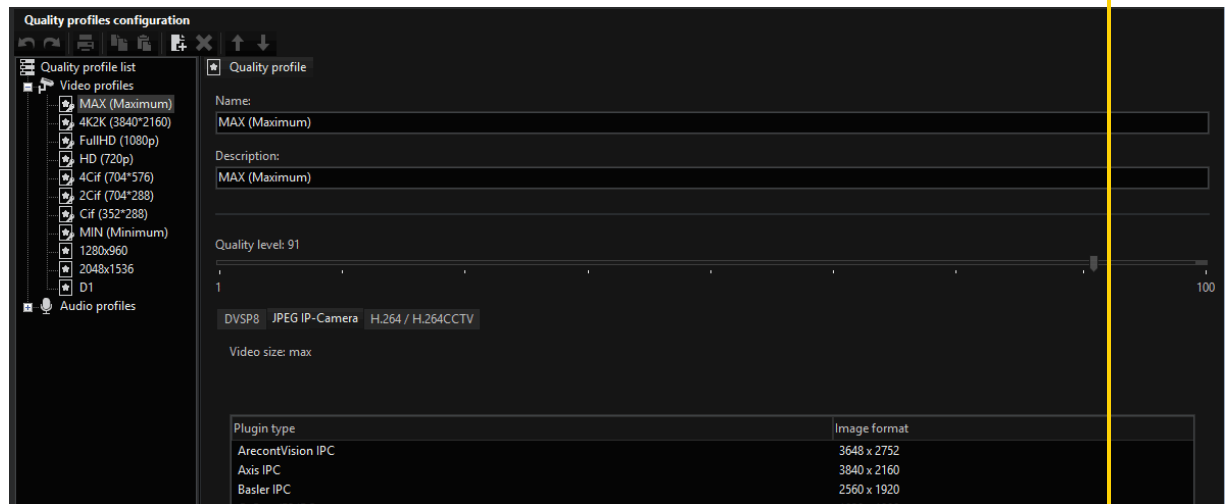 Quality profiles configuration
Quality profile list
Video profiles
MAX (Maximum)
4K2K (3840*2160)
FullHD (1080p)
HD (720p)
4Cif (704*576)
2Cif (704*288)
Cif (352*288)
MIN (Minimum)
1280x960
2048x1536
D1
Audio profiles
Quality profile
Name:
MAX (Maximum)
Description:
MAX (Maximum)
Quality level: 91
1 100
DVSP8 JPEG IP-Camera H.264 / H.264CCTV
Video size: max
Plugin type Image format
ArecontVision IPC 3648 x 2752
Axis IPC 3840 x 2160
Basler IPC 2560 x 1920